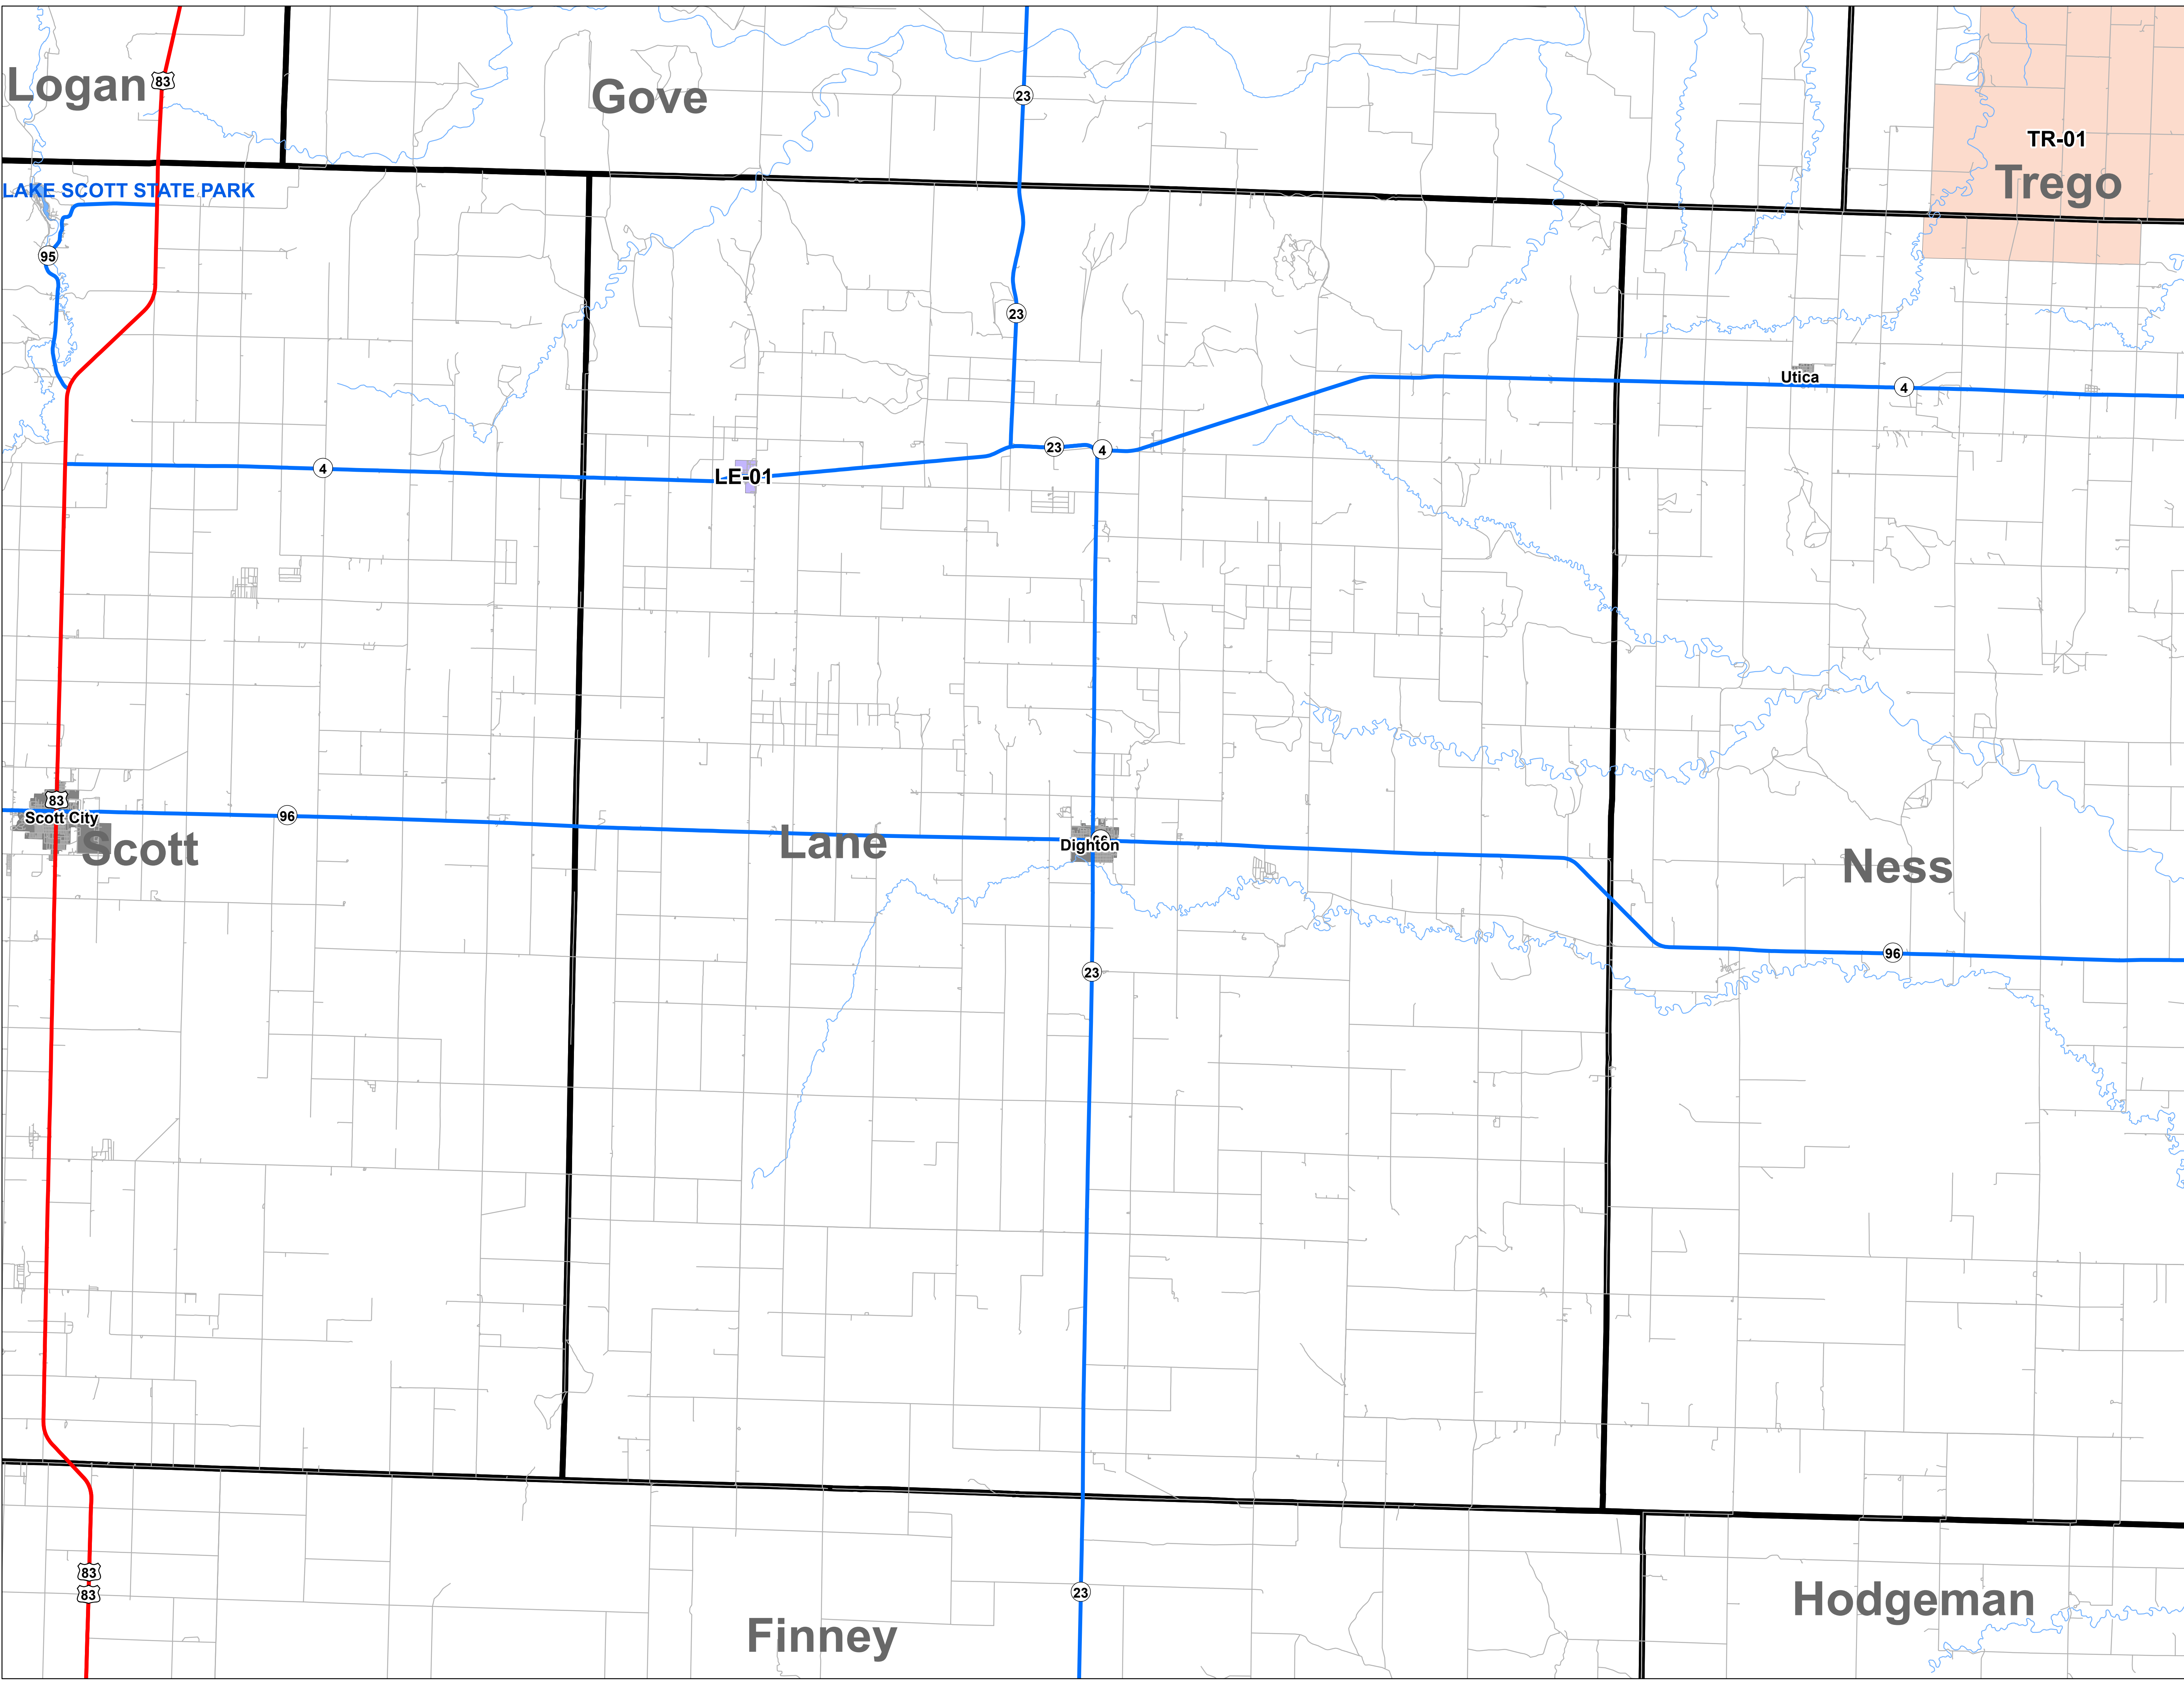 Logan
83
Gove
23
TR-01
Trego
LAKE SCOTT STATE PARK
95
23
Utica
4
23
4
4
LE-01
83
Scott City
96
Scott
Lane
Dighton
Ness
96
23
83
83
23
Hodgeman
Finney